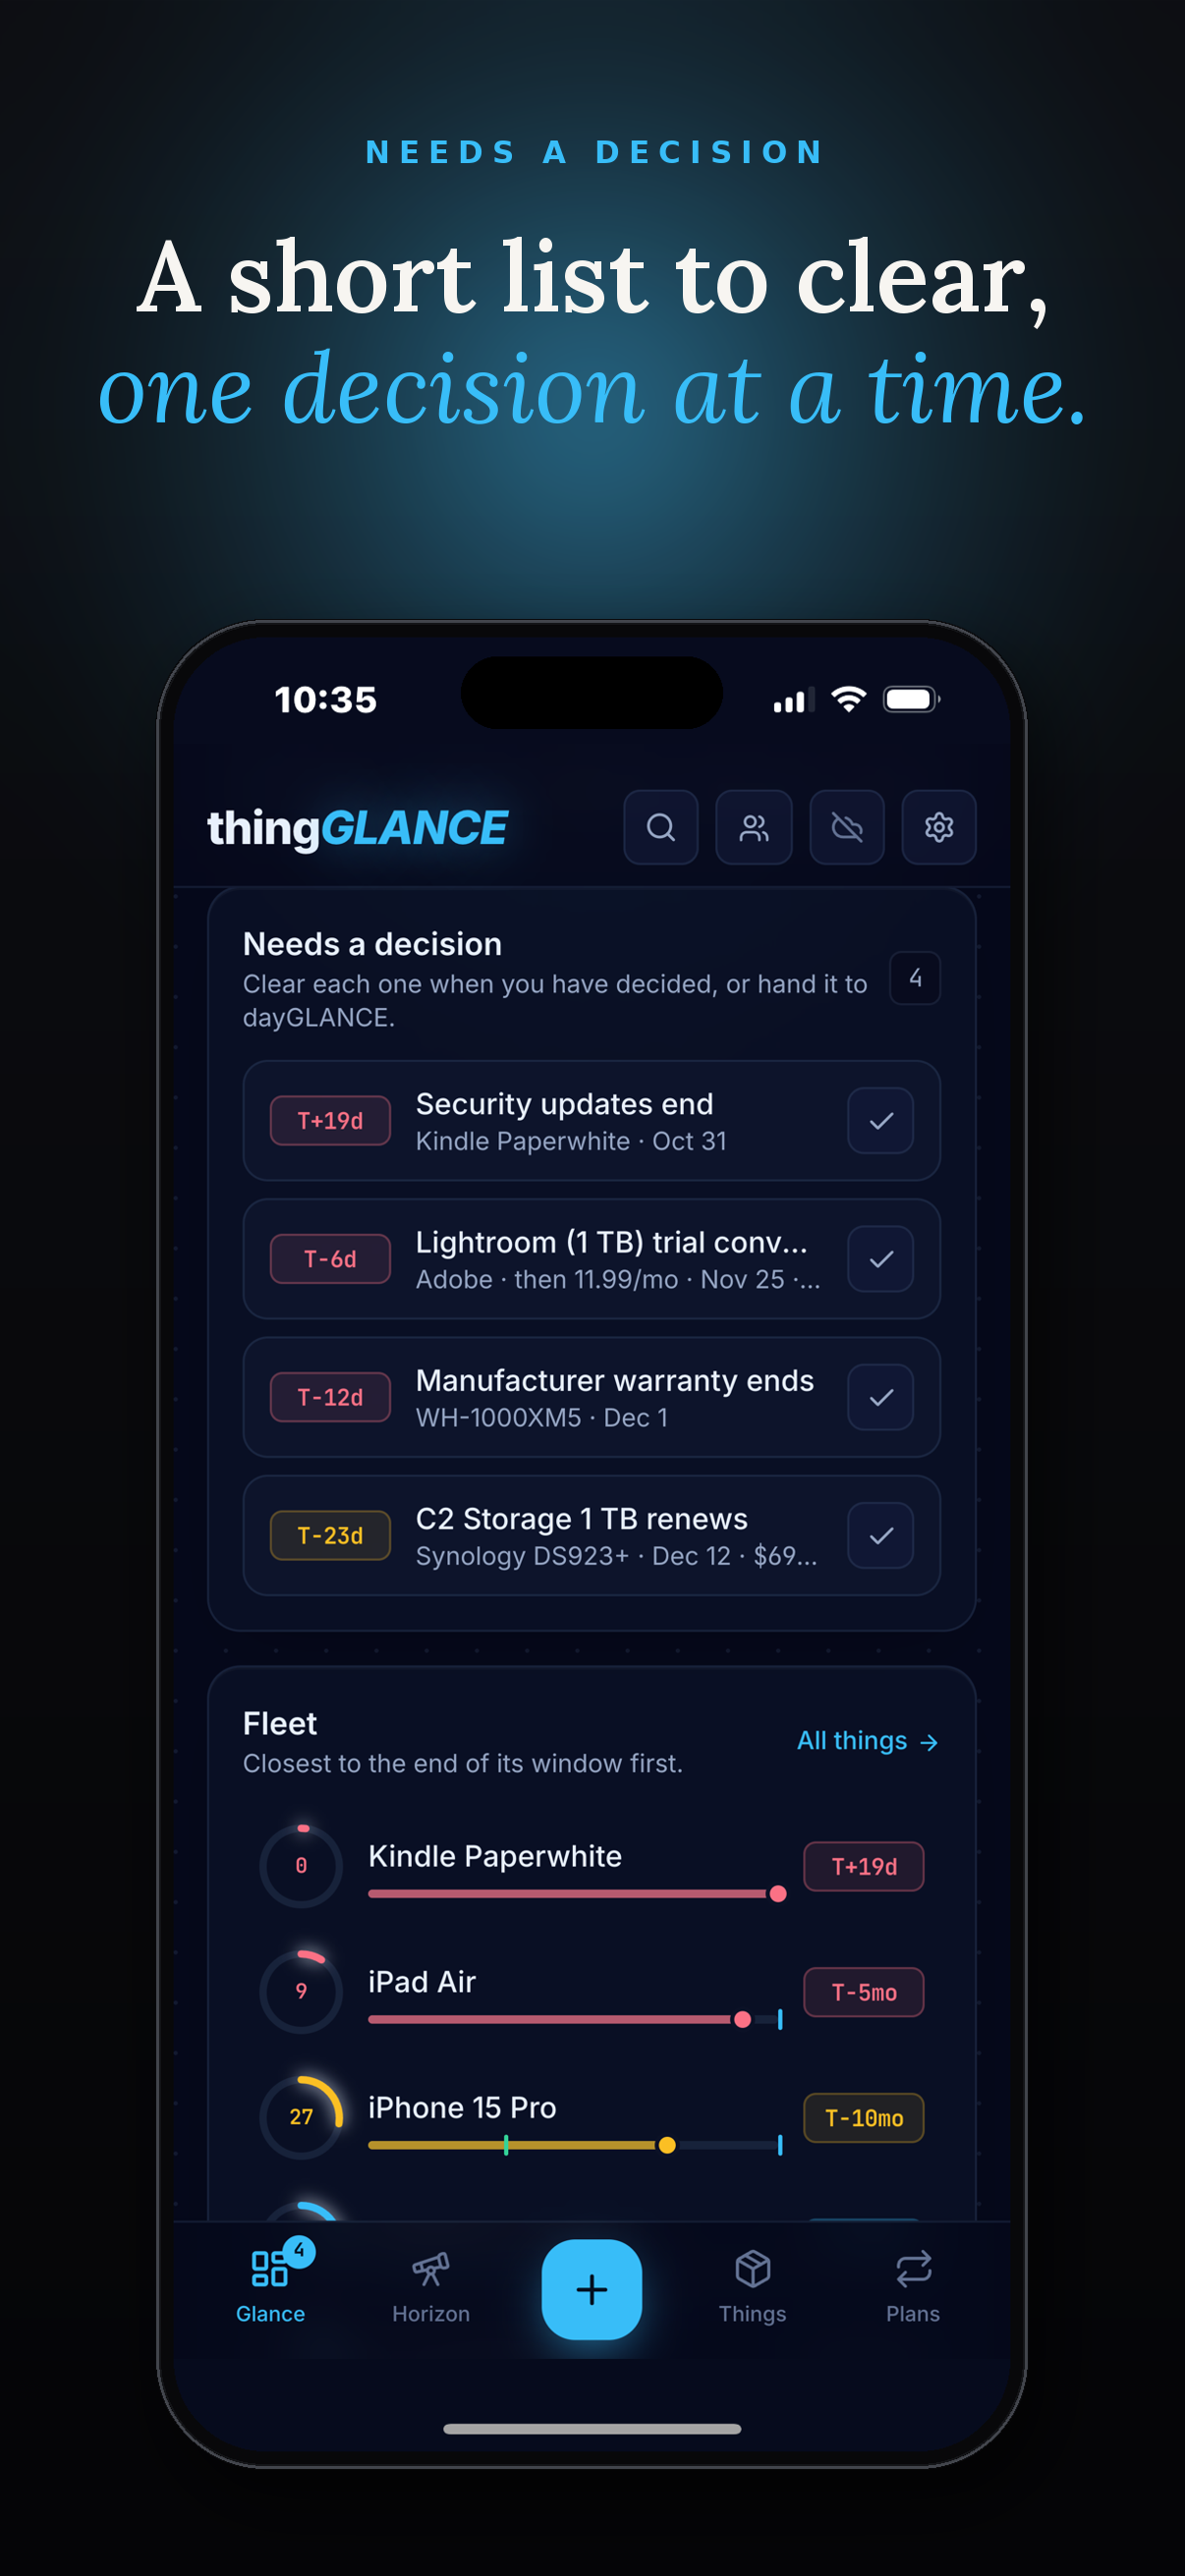 NEEDS A DECISION
A short list to clear,
one decision at a time.
10:35
thingGLANCE
Needs a decision
Clear each one when you have decided, or hand it to
dayGLANCE.
4
T+19d
Security updates end
Kindle Paperwhite · Oct 31
T-6d
Lightroom (1 TB) trial conv...
Adobe · then 11.99/mo · Nov 25 ·...
T-12d
Manufacturer warranty ends
WH-1000XM5 · Dec 1
T-23d
C2 Storage 1 TB renews
Synology DS923+ · Dec 12 · $69...
Fleet
Closest to the end of its window first.
All things →
0
Kindle Paperwhite
T+19d
9
iPad Air
T-5mo
27
iPhone 15 Pro
T-10mo
4
Glance
Horizon
+
Things
Plans